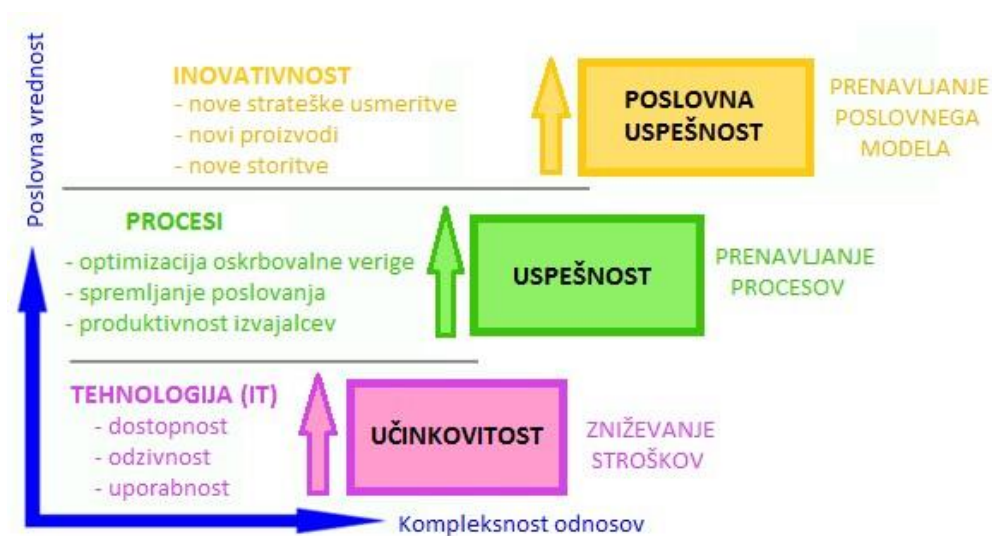 Poslovna vrednost
INOVATIVNOST
- nove strateške usmeritve
- novi proizvodi
- nove storitve
POSLOVNA
USPEŠNOST
PRENAVLJANJE
POSLOVNEGA
MODELA
PROCESI
- optimizacija oskrbovalne verige
- spremljanje poslovanja
- produktivnost izvajalcev
USPEŠNOST
PRENAVLJANJE
PROCESOV
TEHNOLOGIJA (IT)
- dostopnost
- odzivnost
- uporabnost
UČINKOVITOST
ZNIŽEVANJE
STROŠKOV
Kompleksnost odnosov